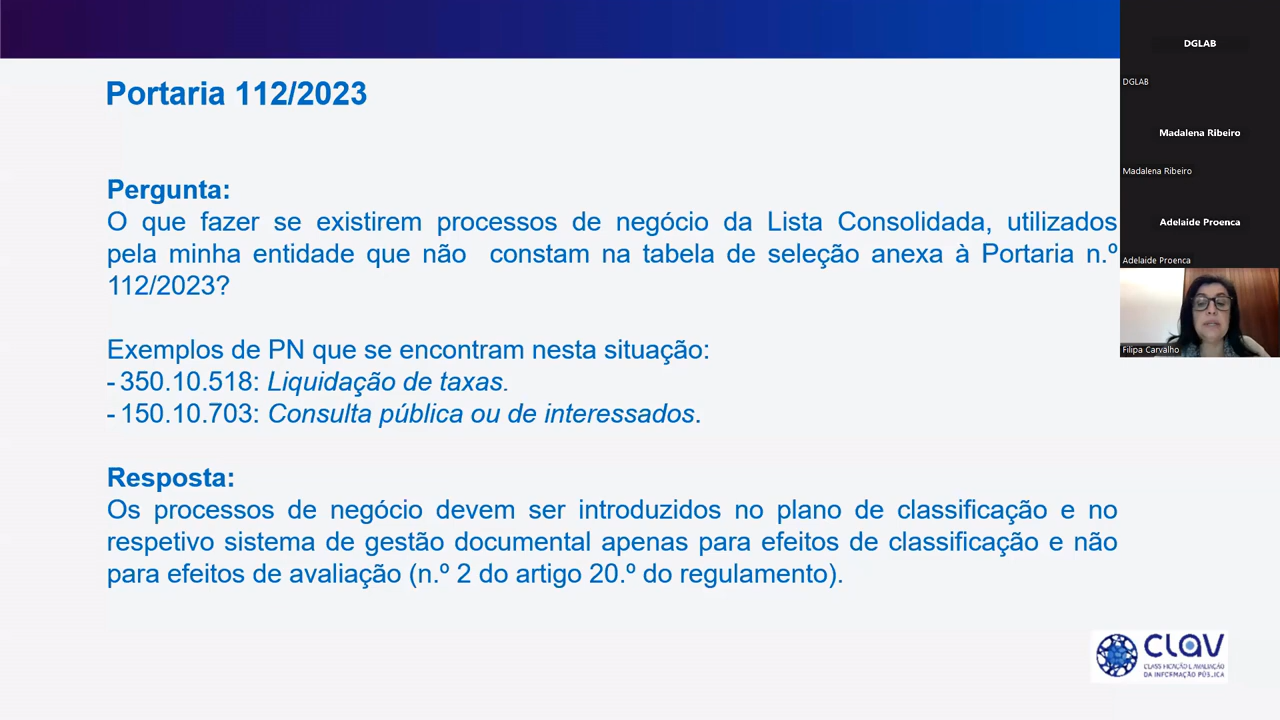 Portaria 112/2023
Pergunta:
O que fazer se existirem processos de negócio da Lista Consolidada, utilizados
pela minha entidade que não constam na tabela de seleção anexa à Portaria n.º
112/2023?
Exemplos de PN que se encontram nesta situação:
- 350.10.518: Liquidação de taxas.
- 150.10.703: Consulta pública ou de interessados.
Resposta:
Os processos de negócio devem ser introduzidos no plano de classificação e no
respetivo sistema de gestão documental apenas para efeitos de classificação e não
para efeitos de avaliação (n.º 2 do artigo 20.º do regulamento).
CLAV
CLASSIFICAÇÃO E AVALIAÇÃO
DA INFORMAÇÃO PÚBLICA
DGLAB
DGLAB
Madalena Ribeiro
Madalena Ribeiro
Adelaide Proenca
Adelaide Proenca
Filipa Carvalho